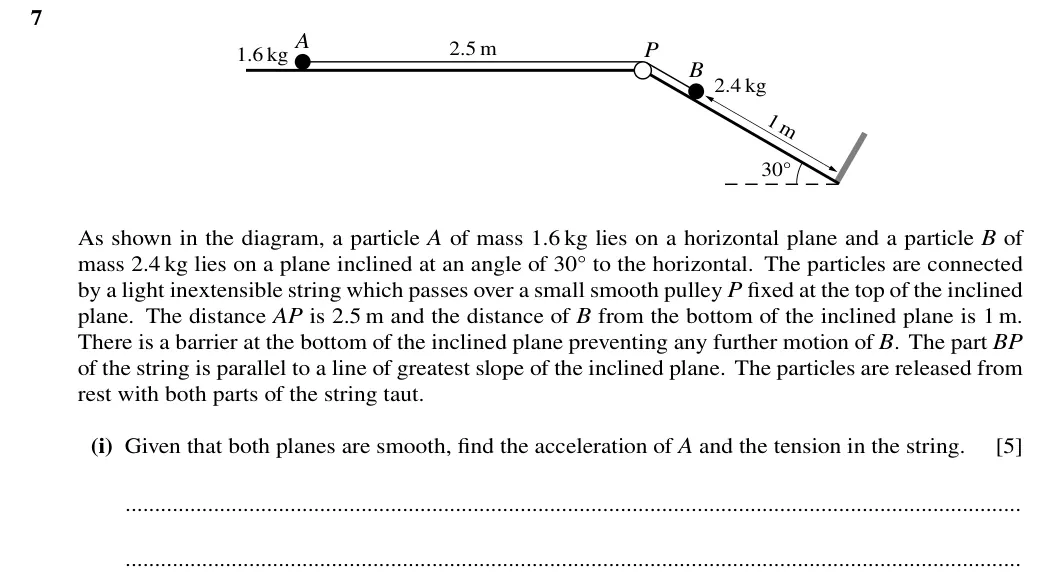 7
A
1.6 kg
2.5 m
P
B
2.4 kg
1 m
30°
As shown in the diagram, a particle A of mass 1.6 kg lies on a horizontal plane and a particle B of
mass 2.4 kg lies on a plane inclined at an angle of 30° to the horizontal. The particles are connected
by a light inextensible string which passes over a small smooth pulley P fixed at the top of the inclined
plane. The distance AP is 2.5 m and the distance of B from the bottom of the inclined plane is 1 m.
There is a barrier at the bottom of the inclined plane preventing any further motion of B. The part BP
of the string is parallel to a line of greatest slope of the inclined plane. The particles are released from
rest with both parts of the string taut.
(i) Given that both planes are smooth, find the acceleration of A and the tension in the string. [5]